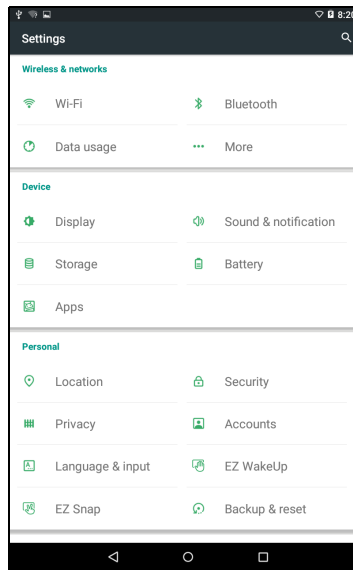 8:20
Settings
Wireless & networks
Wi-Fi
Bluetooth
Data usage
More
Device
Display
Sound & notification
Storage
Battery
Apps
Personal
Location
Security
Privacy
Accounts
Language & input
EZ WakeUp
EZ Snap
Backup & reset